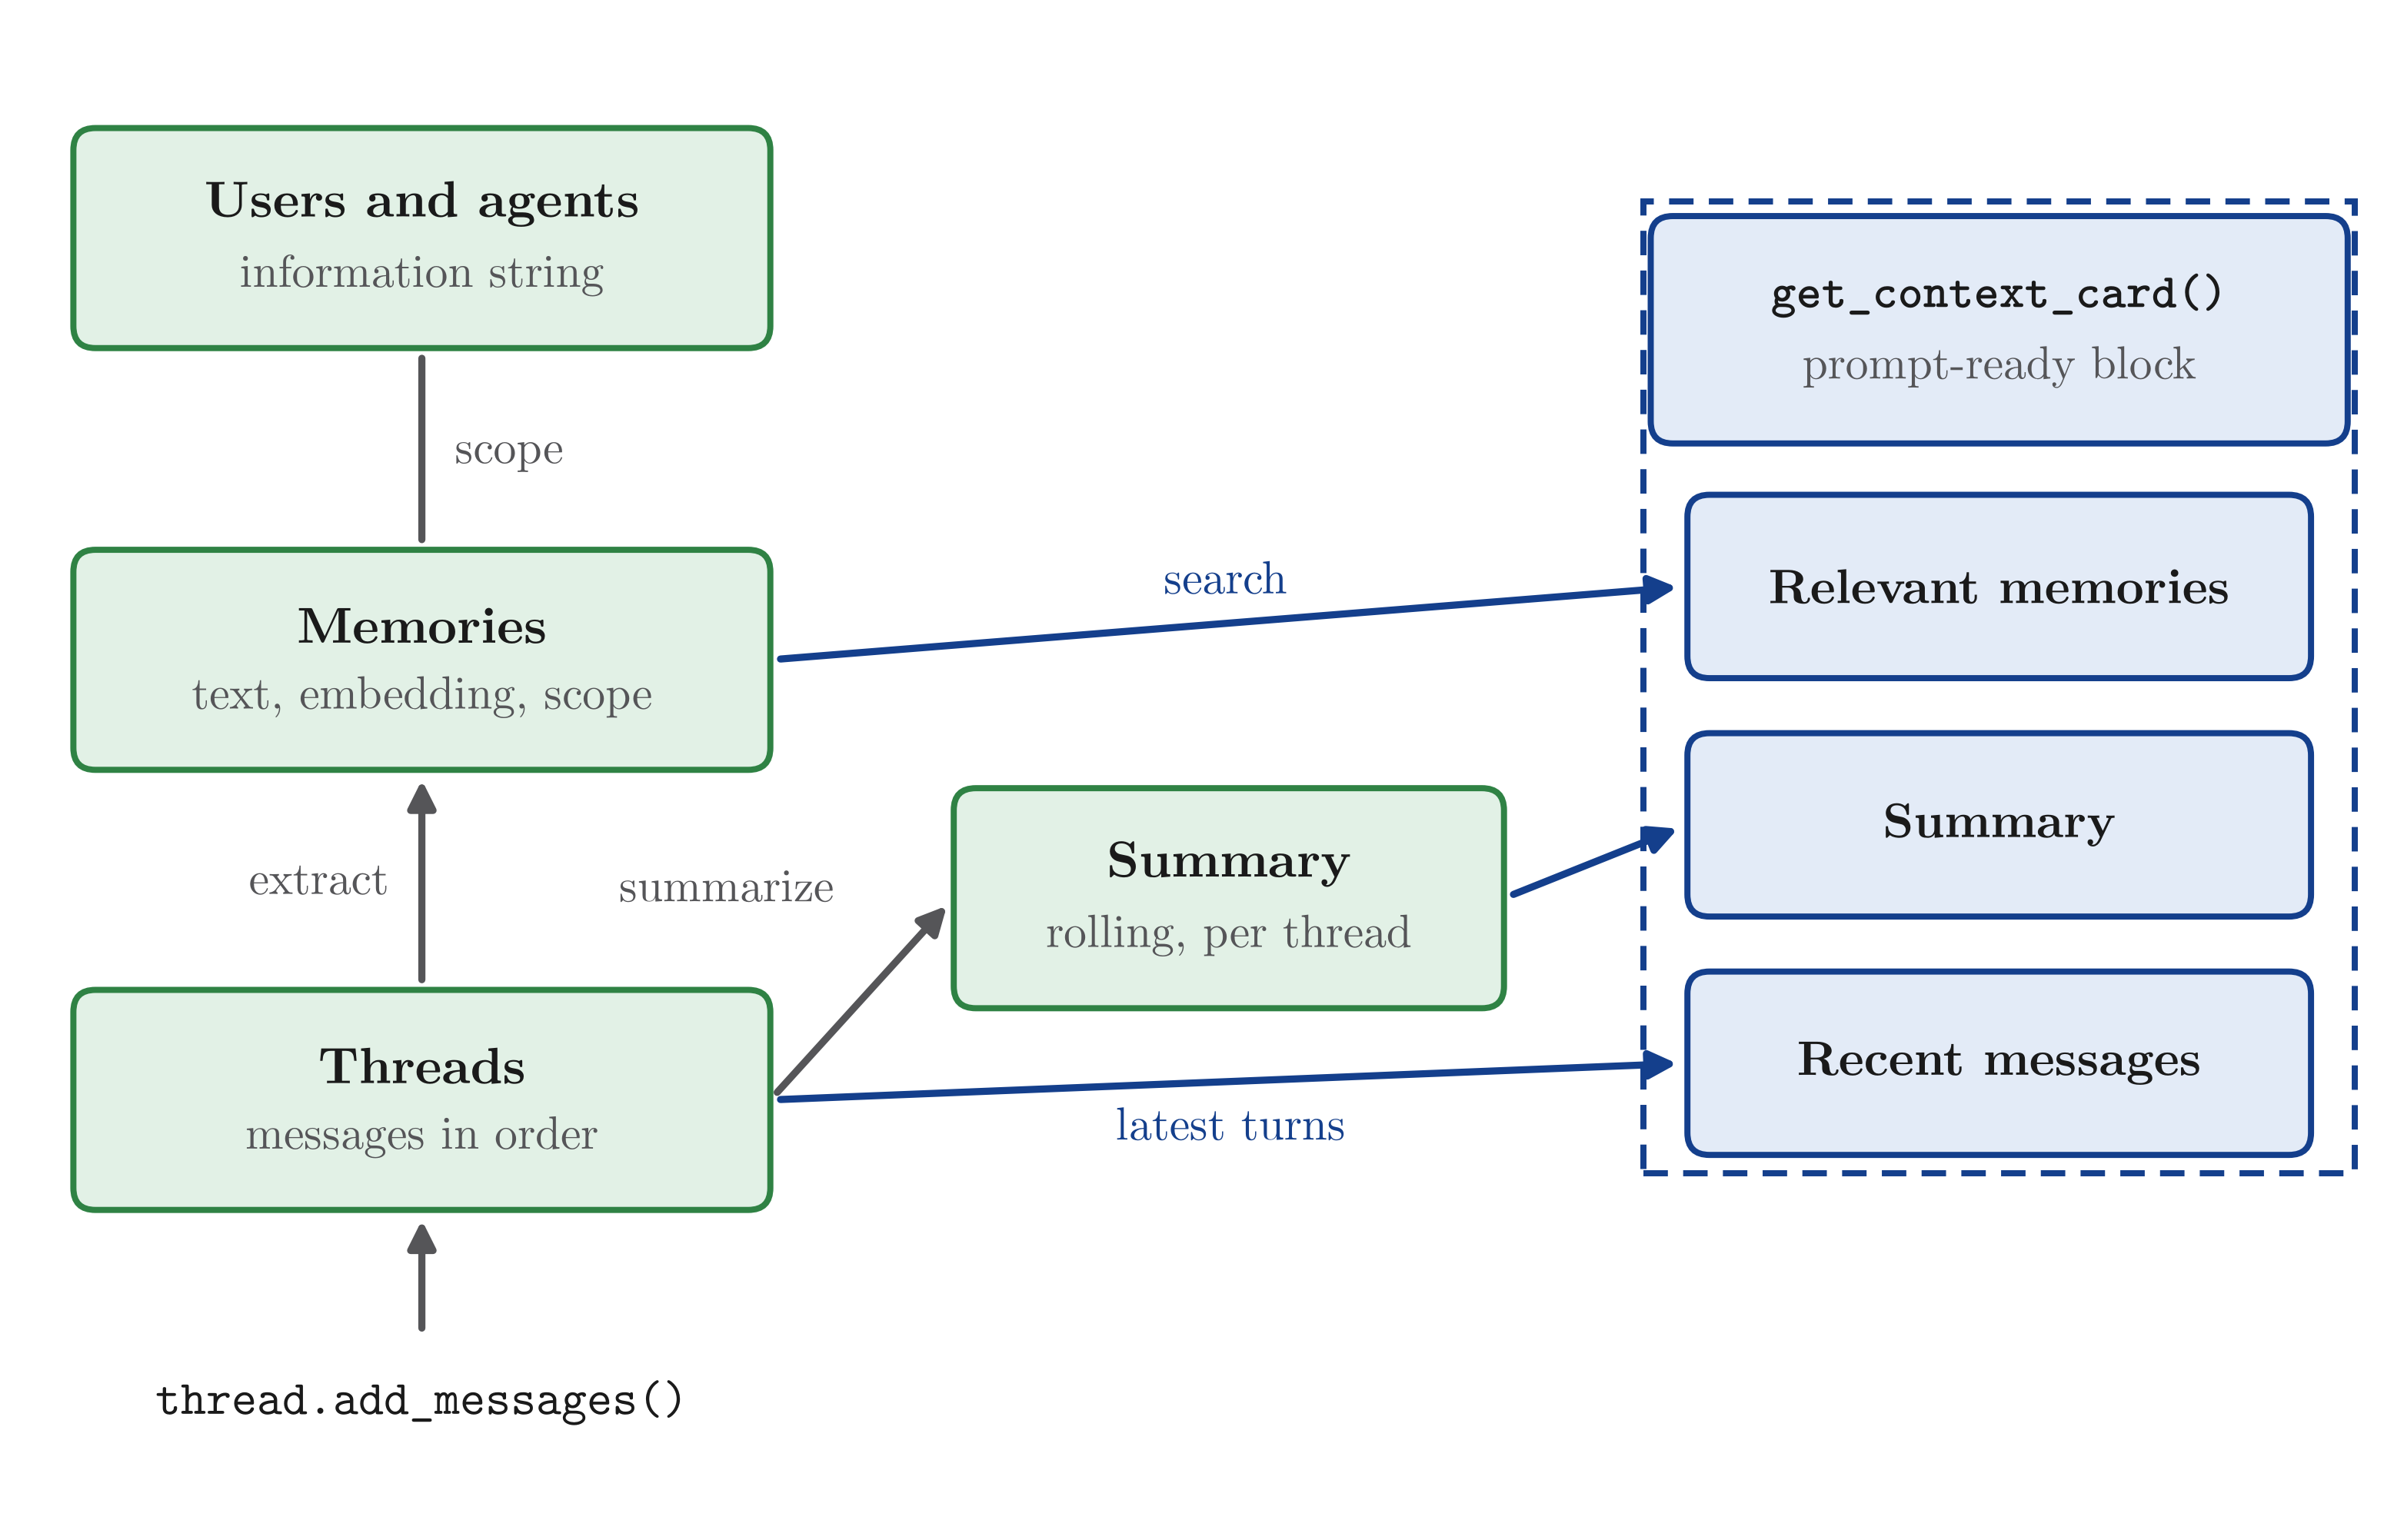 Users and agents
information string
scope
Memories
text, embedding, scope
extract
summarize
Threads
messages in order
thread.add_messages()
search
Summary
rolling, per thread
latest turns
get_context_card()
prompt-ready block
Relevant memories
Summary
Recent messages